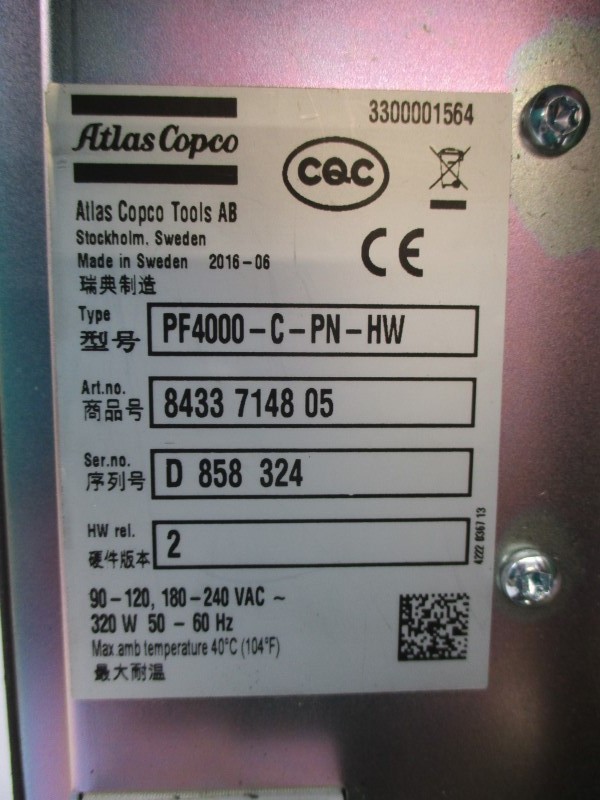 3300001564
Atlas Copco
CQC
Atlas Copco Tools AB
Stockholm. Sweden
Made in Sweden 2016-06
瑞典制造
CE
Type
型号
PF4000-C-PN-HW
Art.no.
商品号
8433 7148 05
Ser.no.
序列号
D 858 324
HW rel.
硬件版本
2
4222 0367 13
90-120, 180-240 VAC ~
320 W 50-60 Hz
Max amb temperature 40°C (104°F)
最大耐温